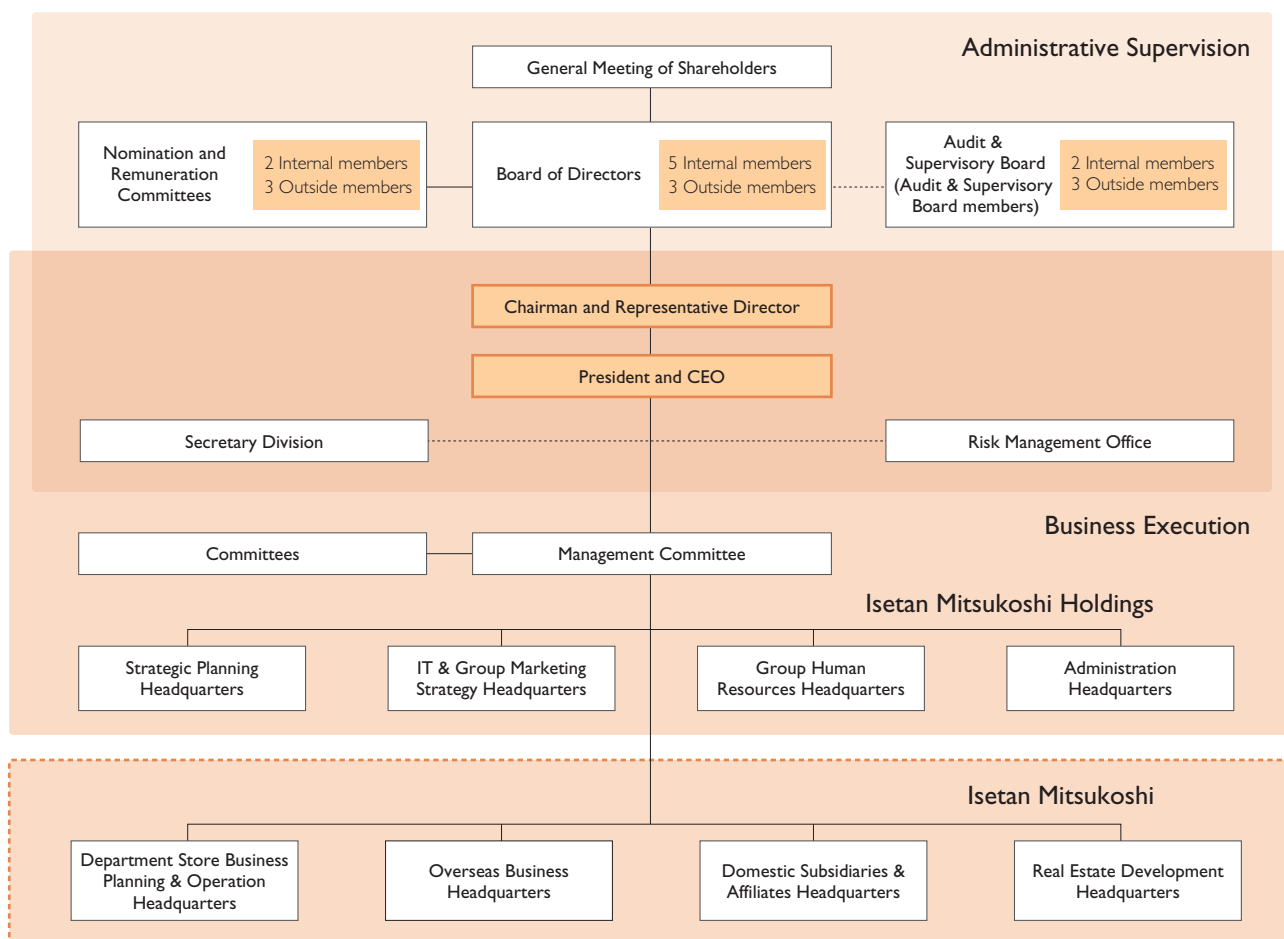 Administrative Supervision
General Meeting of Shareholders
Nomination and
Remuneration
Committees
2 Internal members
3 Outside members
Board of Directors
5 Internal members
3 Outside members
Audit &
Supervisory Board
(Audit & Supervisory
Board members)
2 Internal members
3 Outside members
Chairman and Representative Director
President and CEO
Secretary Division
Risk Management Office
Business Execution
Committees
Management Committee
Isetan Mitsukoshi Holdings
Strategic Planning
Headquarters
IT & Group Marketing
Strategy Headquarters
Group Human
Resources Headquarters
Administration
Headquarters
Isetan Mitsukoshi
Department Store Business
Planning & Operation
Headquarters
Overseas Business
Headquarters
Domestic Subsidiaries &
Affiliates Headquarters
Real Estate Development
Headquarters